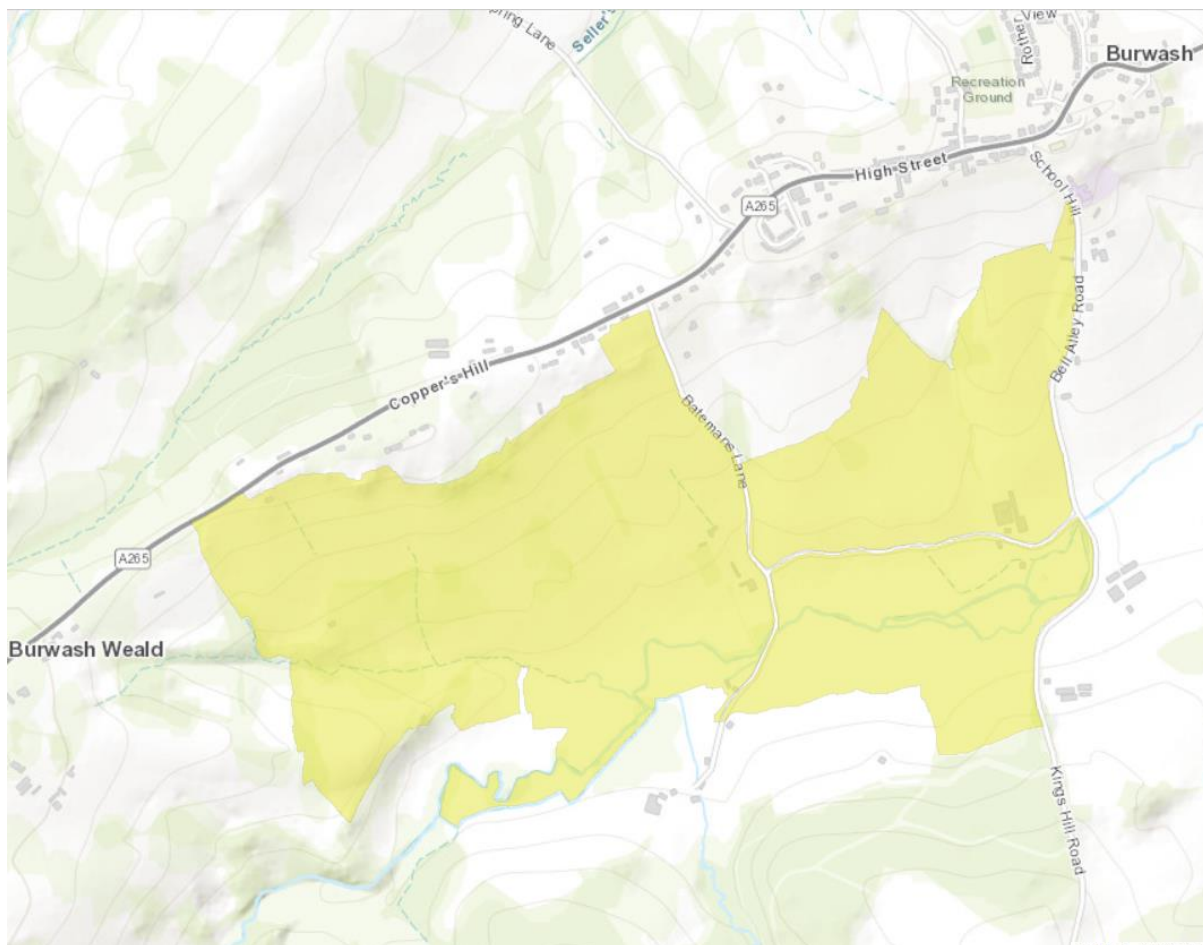 Spring Lane
Seller's
Rother
View
Burwash
Recreation
Ground
High Street
School Hill
A265
Bell Alley Road
Copper's Hill
Batemans Lane
A265
Burwash Weald
Kings Hill Road